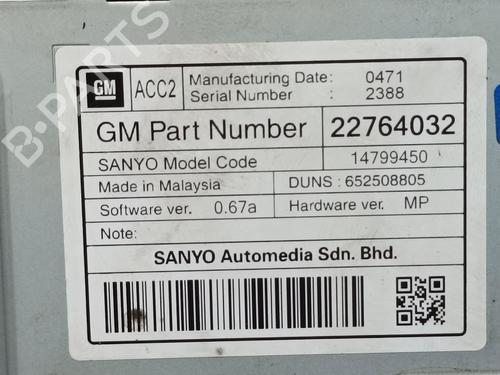 GM
ACC2
Manufacturing Date: 0471
Serial Number : 2388
GM Part Number 22764032
SANYO Model Code 14799450
Made in Malaysia DUNS : 652508805
Software ver. 0.67a Hardware ver. MP
Note:
SANYO Automedia Sdn. Bhd.
B-PARTS